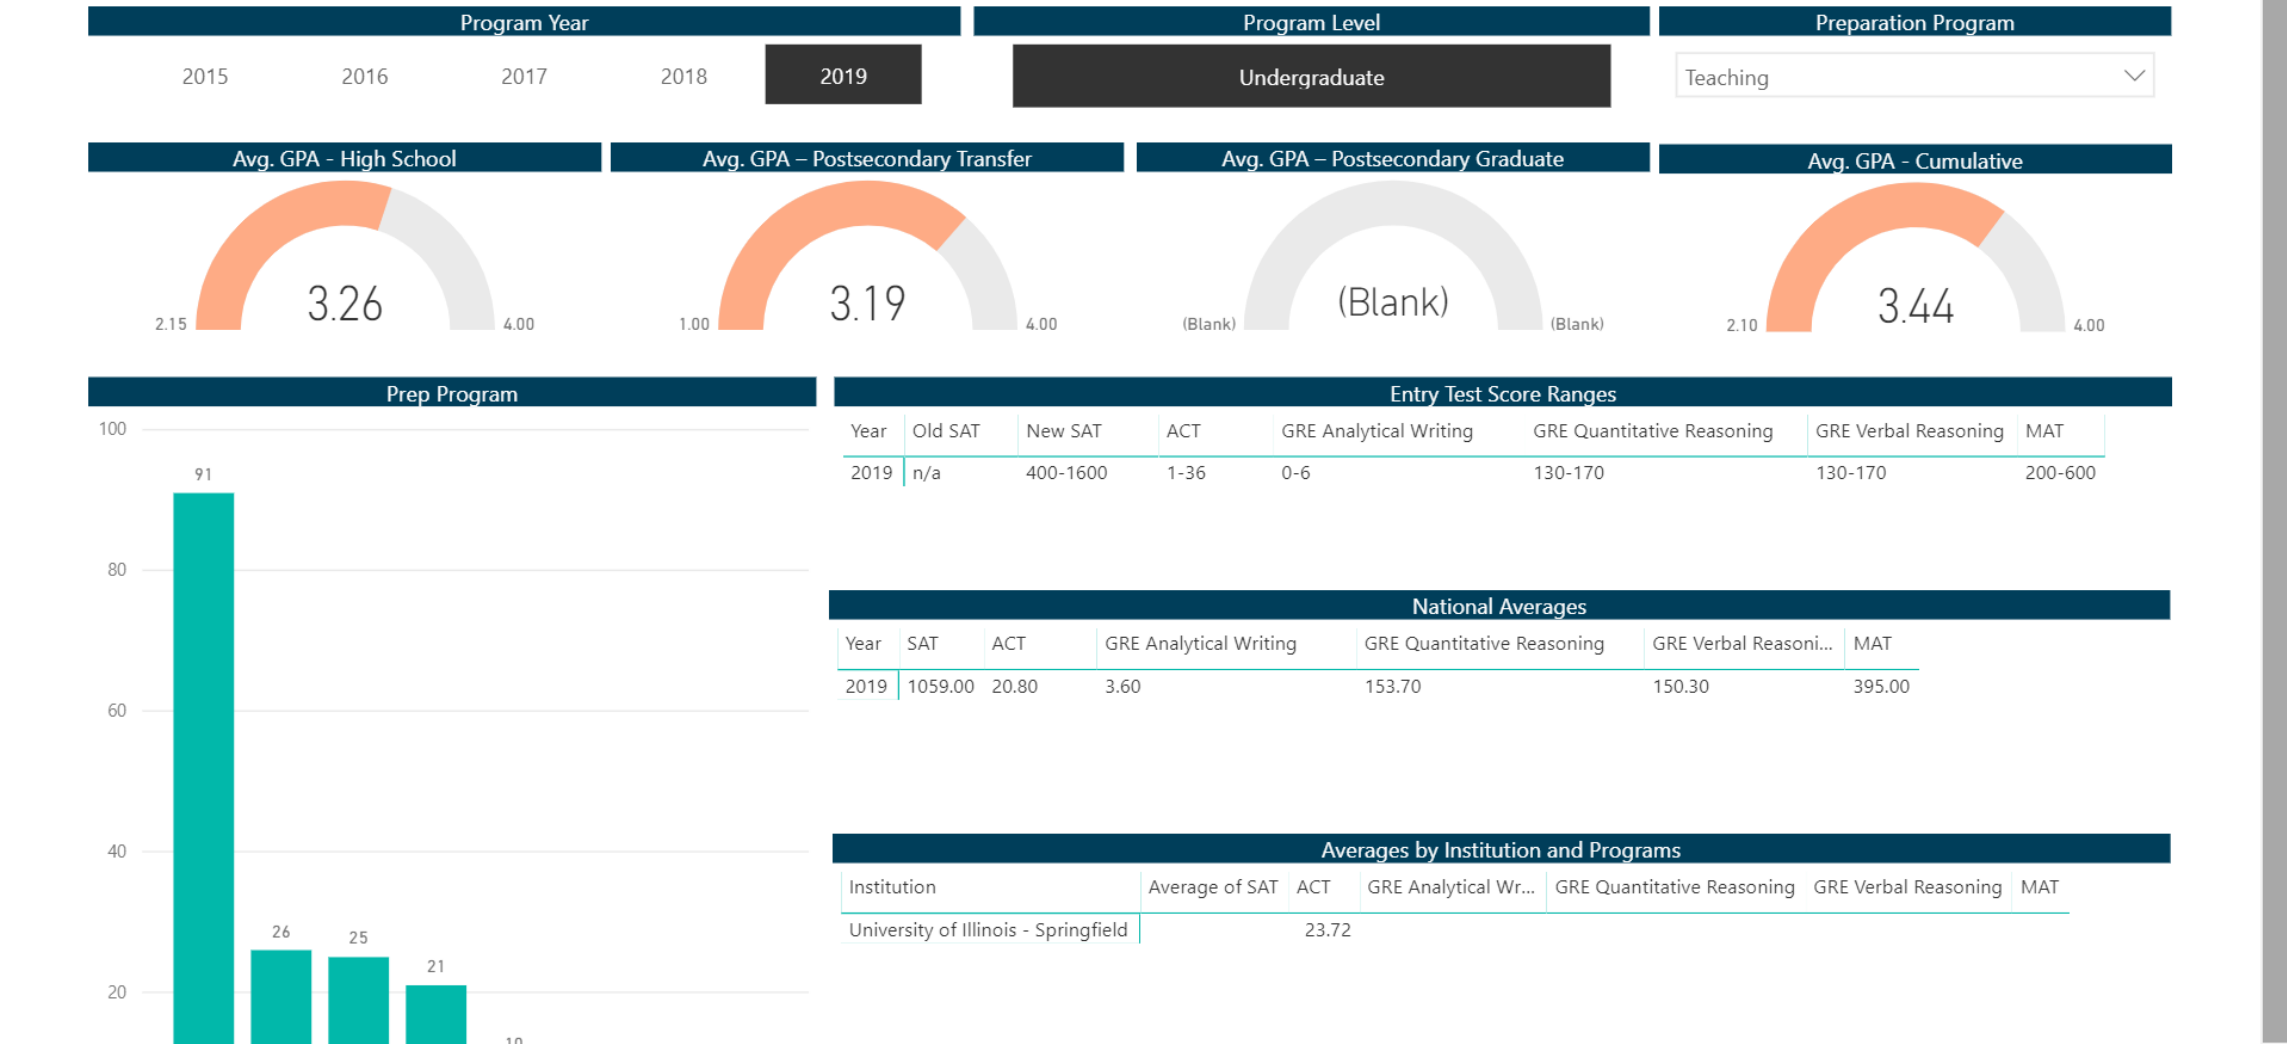 Program Year
Program Level
Preparation Program
2015 2016 2017 2018 2019
Undergraduate
Teaching
Avg. GPA - High School
Avg. GPA – Postsecondary Transfer
Avg. GPA – Postsecondary Graduate
Avg. GPA - Cumulative
2.15 3.26 4.00
1.00 3.19 4.00
(Blank) (Blank) (Blank)
2.10 3.44 4.00
Prep Program
100
91
80
60
40
26
25
21
20
Entry Test Score Ranges
Year Old SAT New SAT ACT GRE Analytical Writing GRE Quantitative Reasoning GRE Verbal Reasoning MAT
2019 n/a 400-1600 1-36 0-6 130-170 130-170 200-600
National Averages
Year SAT ACT GRE Analytical Writing GRE Quantitative Reasoning GRE Verbal Reasoni... MAT
2019 1059.00 20.80 3.60 153.70 150.30 395.00
Averages by Institution and Programs
Institution Average of SAT ACT GRE Analytical Wr... GRE Quantitative Reasoning GRE Verbal Reasoning MAT
University of Illinois - Springfield 23.72